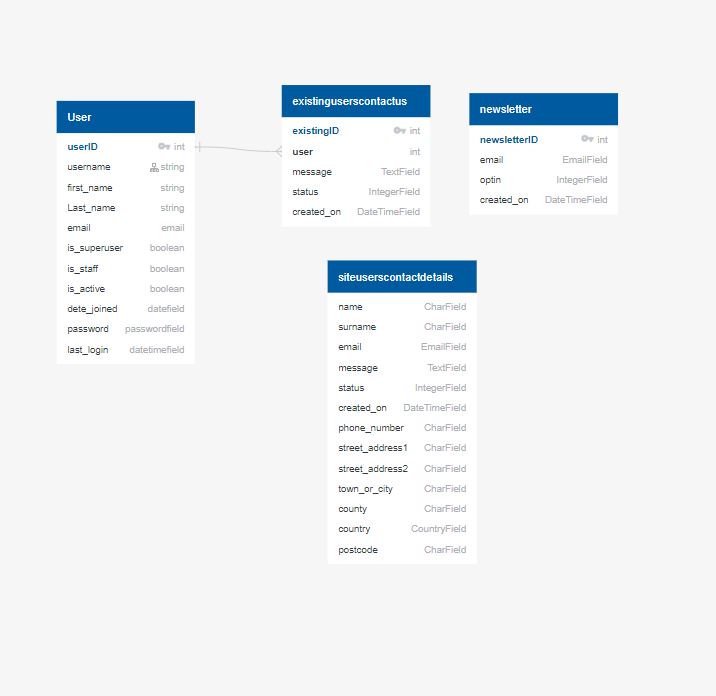 User
userID int
username string
first_name string
Last_name string
email email
is_superuser boolean
is_staff boolean
is_active boolean
dete_joined datefield
password passwordfield
last_login datetimefield
existinguserscontactus
existingID int
user int
message TextField
status IntegerField
created_on DateTimeField
newsletter
newsletterID int
email EmailField
optin IntegerField
created_on DateTimeField
siteuserscontactdetails
name CharField
surname CharField
email EmailField
message TextField
status IntegerField
created_on DateTimeField
phone_number CharField
street_address1 CharField
street_address2 CharField
town_or_city CharField
county CharField
country CountryField
postcode CharField